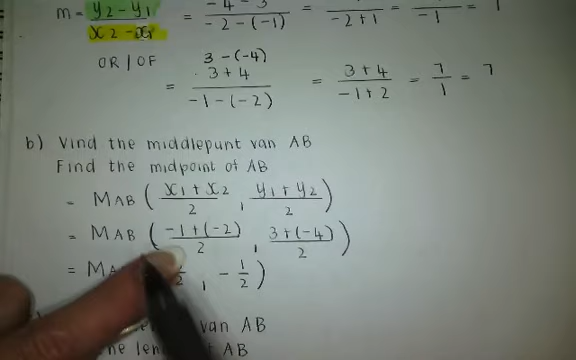 m = y2 - y1 / x2 - x1 = -4 - 3 / -2 - (-1) = / -2 + 1 = / -1 =
OR / OF 3 - (-4)
= 3 + 4 / -1 - (-2) = 3 + 4 / -1 + 2 = 7 / 1 = 7
b) Vind the middlepunt van AB
Find the midpoint of AB
= MAB ( x1 + x2 / 2 , y1 + y2 / 2 )
= MAB ( -1 + (-2) / 2 , 3 + (-4) / 2 )
= M / 2 , - 1 / 2 )
van AB
AB